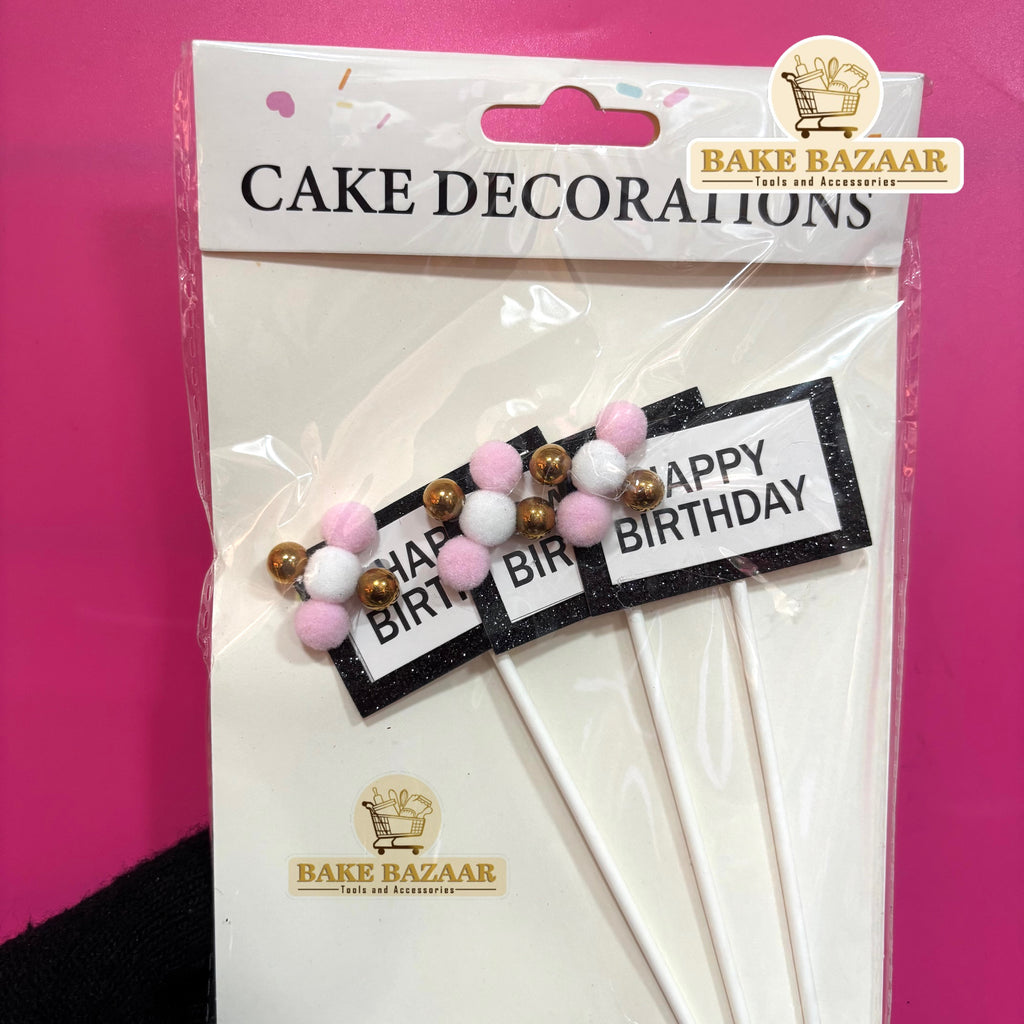 BAKE BAZAAR
Tools and Accessories
CAKE DECORATIONS
HAPPY
BIRTHDAY
BIR
HAP
BIRT
BAKE BAZAAR
Tools and Accessories